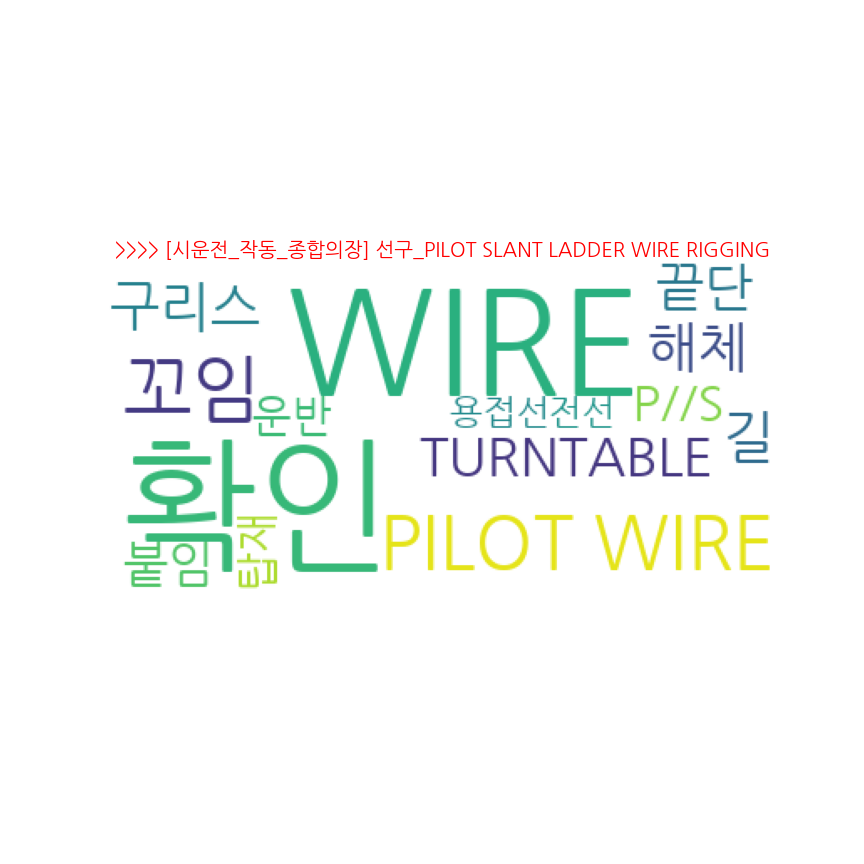 >>>> [시운전_작동_종합의장] 선구_PILOT SLANT LADDER WIRE RIGGING
구리스
WIRE
끝단
해체
꼬임
운반
용접선전선
P//S
길
TURNTABLE
확인
PILOT WIRE
붙임
탑재